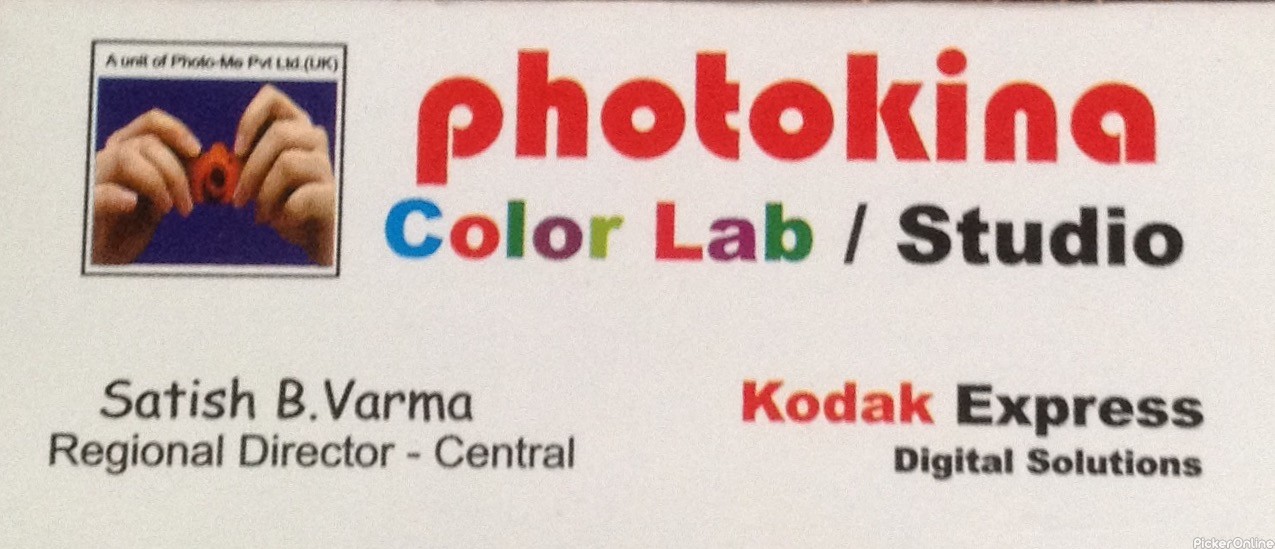 A unit of Photo-Me Pvt Ltd.(UK)
photokina
Color Lab / Studio
Satish B.Varma
Regional Director - Central
Kodak Express
Digital Solutions
PickerOnline